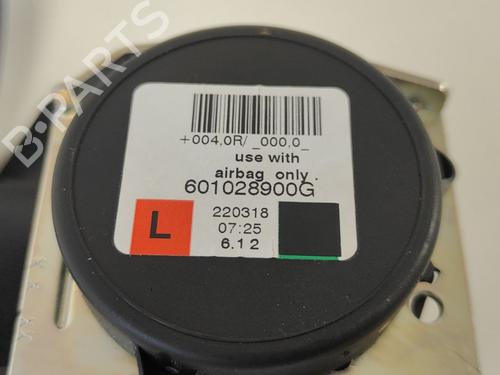 B-PARTS
+004,0R/ _000,0_
use with
airbag only .
601028900G
L
220318
07:25
6.1 2